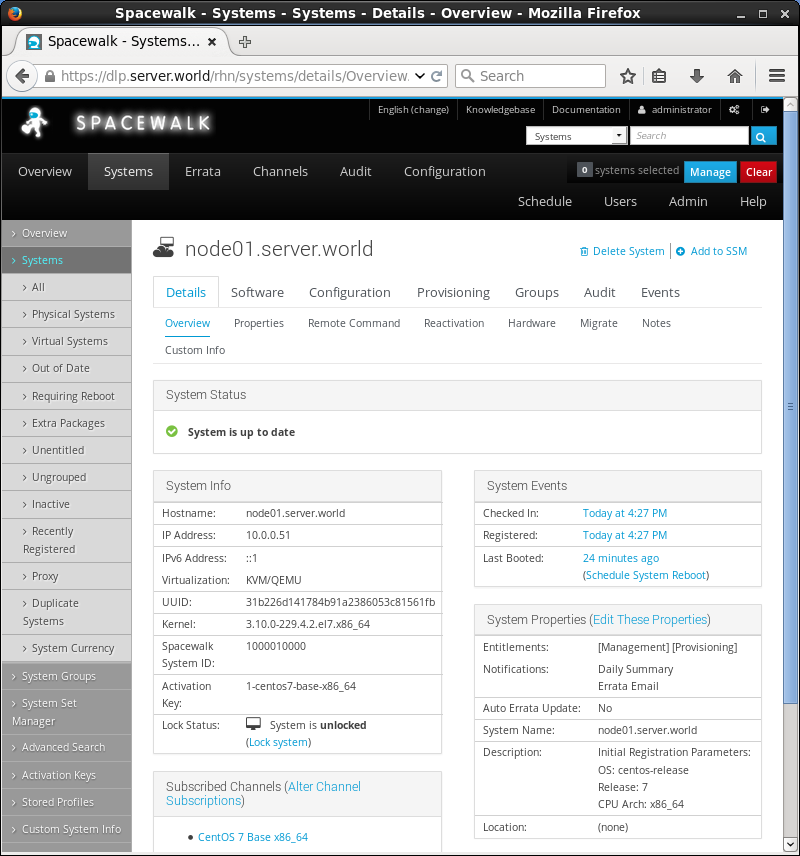 Spacewalk - Systems - Systems - Details - Overview - Mozilla Firefox
Spacewalk - Systems...
https://dlp.server.world/rhn/systems/details/Overview.
Search
English (change)
Knowledgebase
Documentation
administrator
SPACEWALK
Systems
Search
Overview
Systems
Errata
Channels
Audit
Configuration
0 systems selected
Manage
Clear
Schedule
Users
Admin
Help
Overview
Systems
All
Physical Systems
Virtual Systems
Out of Date
Requiring Reboot
Extra Packages
Unentitled
Ungrouped
Inactive
Recently
Registered
Proxy
Duplicate
Systems
System Currency
System Groups
System Set
Manager
Advanced Search
Activation Keys
Stored Profiles
Custom System Info
node01.server.world
Delete System
Add to SSM
Details
Software
Configuration
Provisioning
Groups
Audit
Events
Overview
Properties
Remote Command
Reactivation
Hardware
Migrate
Notes
Custom Info
System Status
System is up to date
System Info
Hostname: node01.server.world
IP Address: 10.0.0.51
IPv6 Address: ::1
Virtualization: KVM/QEMU
UUID: 31b226d141784b91a2386053c81561fb
Kernel: 3.10.0-229.4.2.el7.x86_64
Spacewalk 1000010000
System ID:
Activation 1-centos7-base-x86_64
Key:
Lock Status: System is unlocked
(Lock system)
Subscribed Channels (Alter Channel
Subscriptions)
CentOS 7 Base x86_64
System Events
Checked In: Today at 4:27 PM
Registered: Today at 4:27 PM
Last Booted: 24 minutes ago
(Schedule System Reboot)
System Properties (Edit These Properties)
Entitlements: [Management] [Provisioning]
Notifications: Daily Summary
Errata Email
Auto Errata Update: No
System Name: node01.server.world
Description: Initial Registration Parameters:
OS: centos-release
Release: 7
CPU Arch: x86_64
Location: (none)